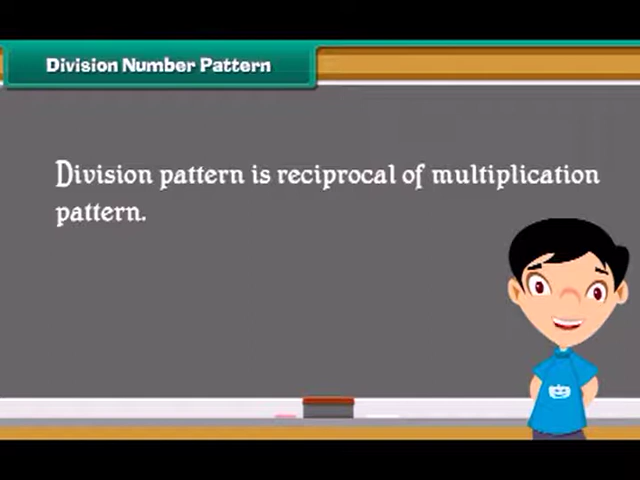 Division Number Pattern
Division pattern is reciprocal of multiplication
pattern.